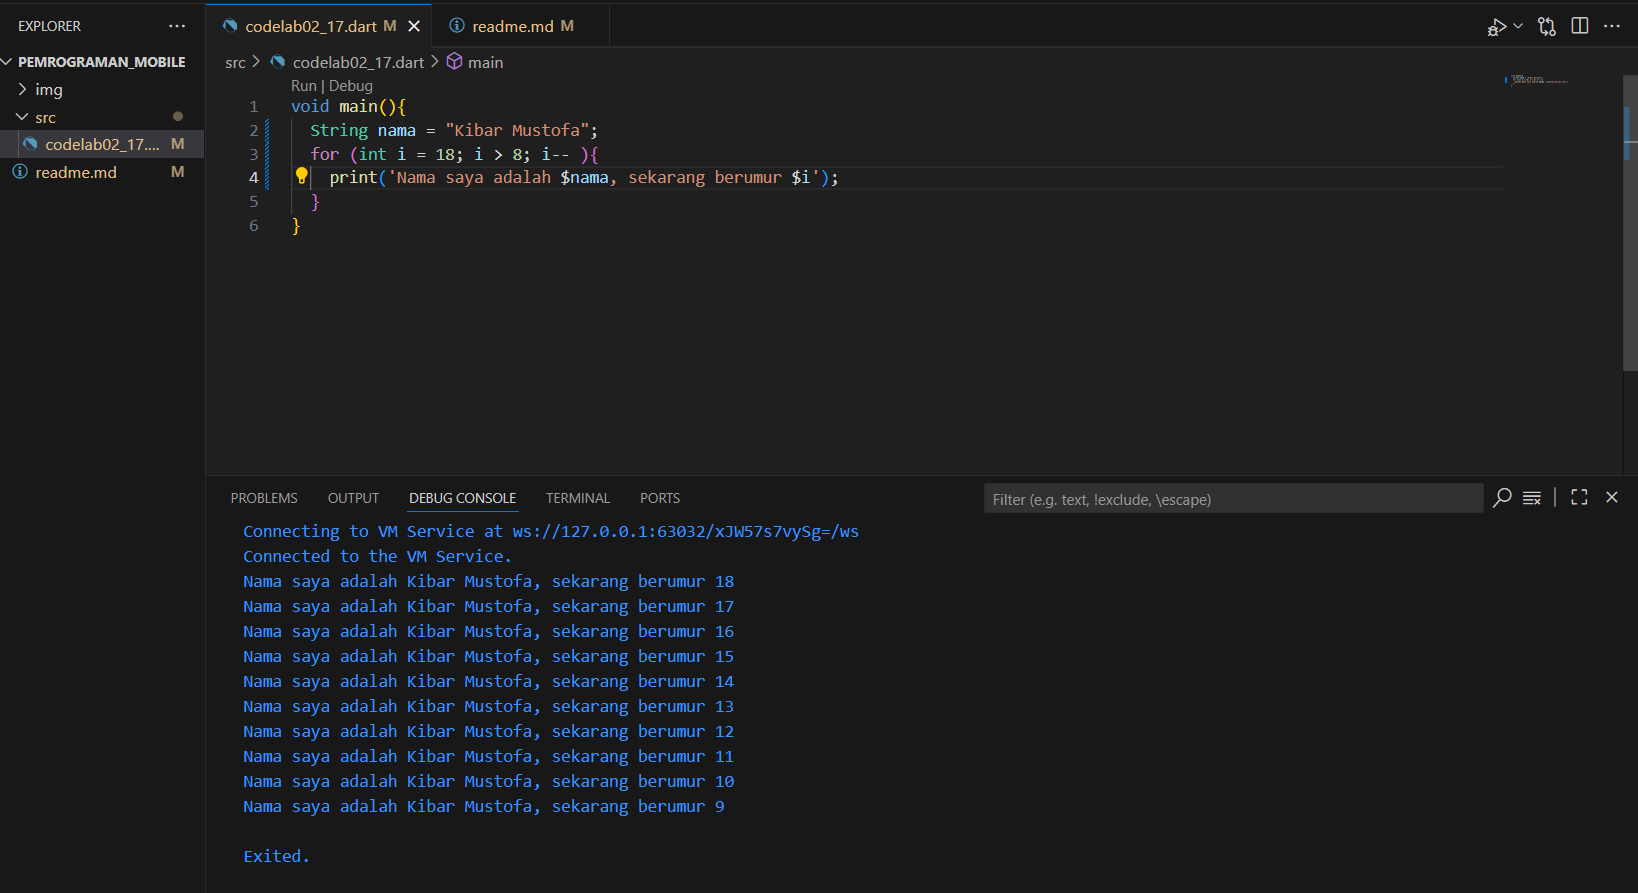 EXPLORER ···
PEMROGRAMAN_MOBILE
img
src
codelab02_17.... M
readme.md M
codelab02_17.dart M
readme.md M
src > codelab02_17.dart > main
Run | Debug
1 void main(){
2 String nama = "Kibar Mustofa";
3 for (int i = 18; i > 8; i-- ){
4 print('Nama saya adalah $nama, sekarang berumur $i');
5 }
6 }
PROBLEMS OUTPUT DEBUG CONSOLE TERMINAL PORTS Filter (e.g. text, !exclude, \escape)
Connecting to VM Service at ws://127.0.0.1:63032/xJW57s7vySg=/ws
Connected to the VM Service.
Nama saya adalah Kibar Mustofa, sekarang berumur 18
Nama saya adalah Kibar Mustofa, sekarang berumur 17
Nama saya adalah Kibar Mustofa, sekarang berumur 16
Nama saya adalah Kibar Mustofa, sekarang berumur 15
Nama saya adalah Kibar Mustofa, sekarang berumur 14
Nama saya adalah Kibar Mustofa, sekarang berumur 13
Nama saya adalah Kibar Mustofa, sekarang berumur 12
Nama saya adalah Kibar Mustofa, sekarang berumur 11
Nama saya adalah Kibar Mustofa, sekarang berumur 10
Nama saya adalah Kibar Mustofa, sekarang berumur 9
Exited.